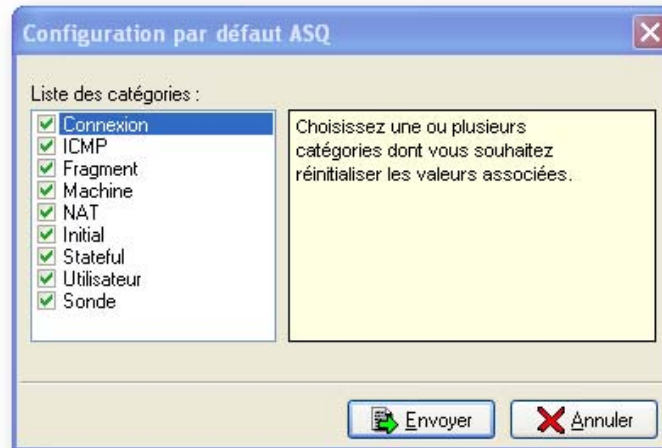 Configuration par défaut ASQ
Liste des catégories :
Connexion
ICMP
Fragment
Machine
NAT
Initial
Stateful
Utilisateur
Sonde
Choisissez une ou plusieurs
catégories dont vous souhaitez
réinitialiser les valeurs associées.
Envoyer
Annuler